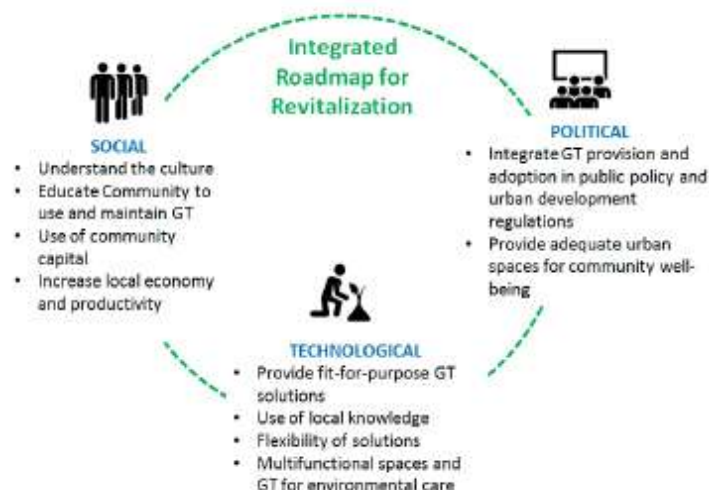 Integrated
Roadmap for
Revitalization
SOCIAL
• Understand the culture
• Educate Community to
use and maintain GT
• Use of community
capital
• Increase local economy
and productivity
POLITICAL
• Integrate GT provision and
adoption in public policy and
urban development
regulations
• Provide adequate urban
spaces for community well-
being
TECHNOLOGICAL
• Provide fit-for-purpose GT
solutions
• Use of local knowledge
• Flexibility of solutions
• Multifunctional spaces and
GT for environmental care